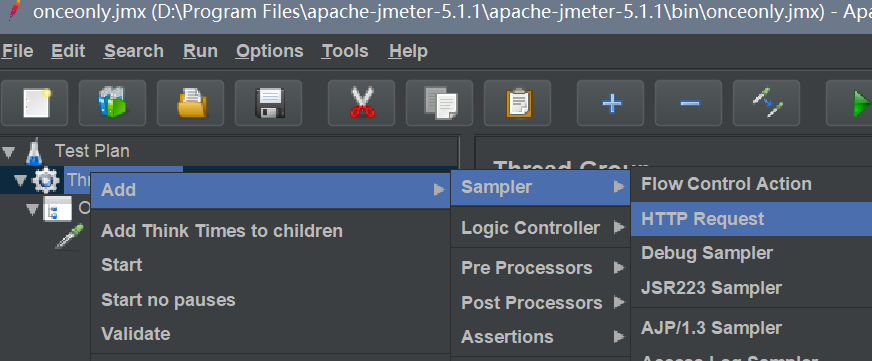 onceonly.jmx (D:\Program Files\apache-jmeter-5.1.1\apache-jmeter-5.1.1\bin\onceonly.jmx) - Apa
File Edit Search Run Options Tools Help
Test Plan
Thread Group
Thr
O
Add
Add Think Times to children
Start
Start no pauses
Validate
Sampler
Logic Controller
Pre Processors
Post Processors
Assertions
Flow Control Action
HTTP Request
Debug Sampler
JSR223 Sampler
AJP/1.3 Sampler
Access Log Sampler